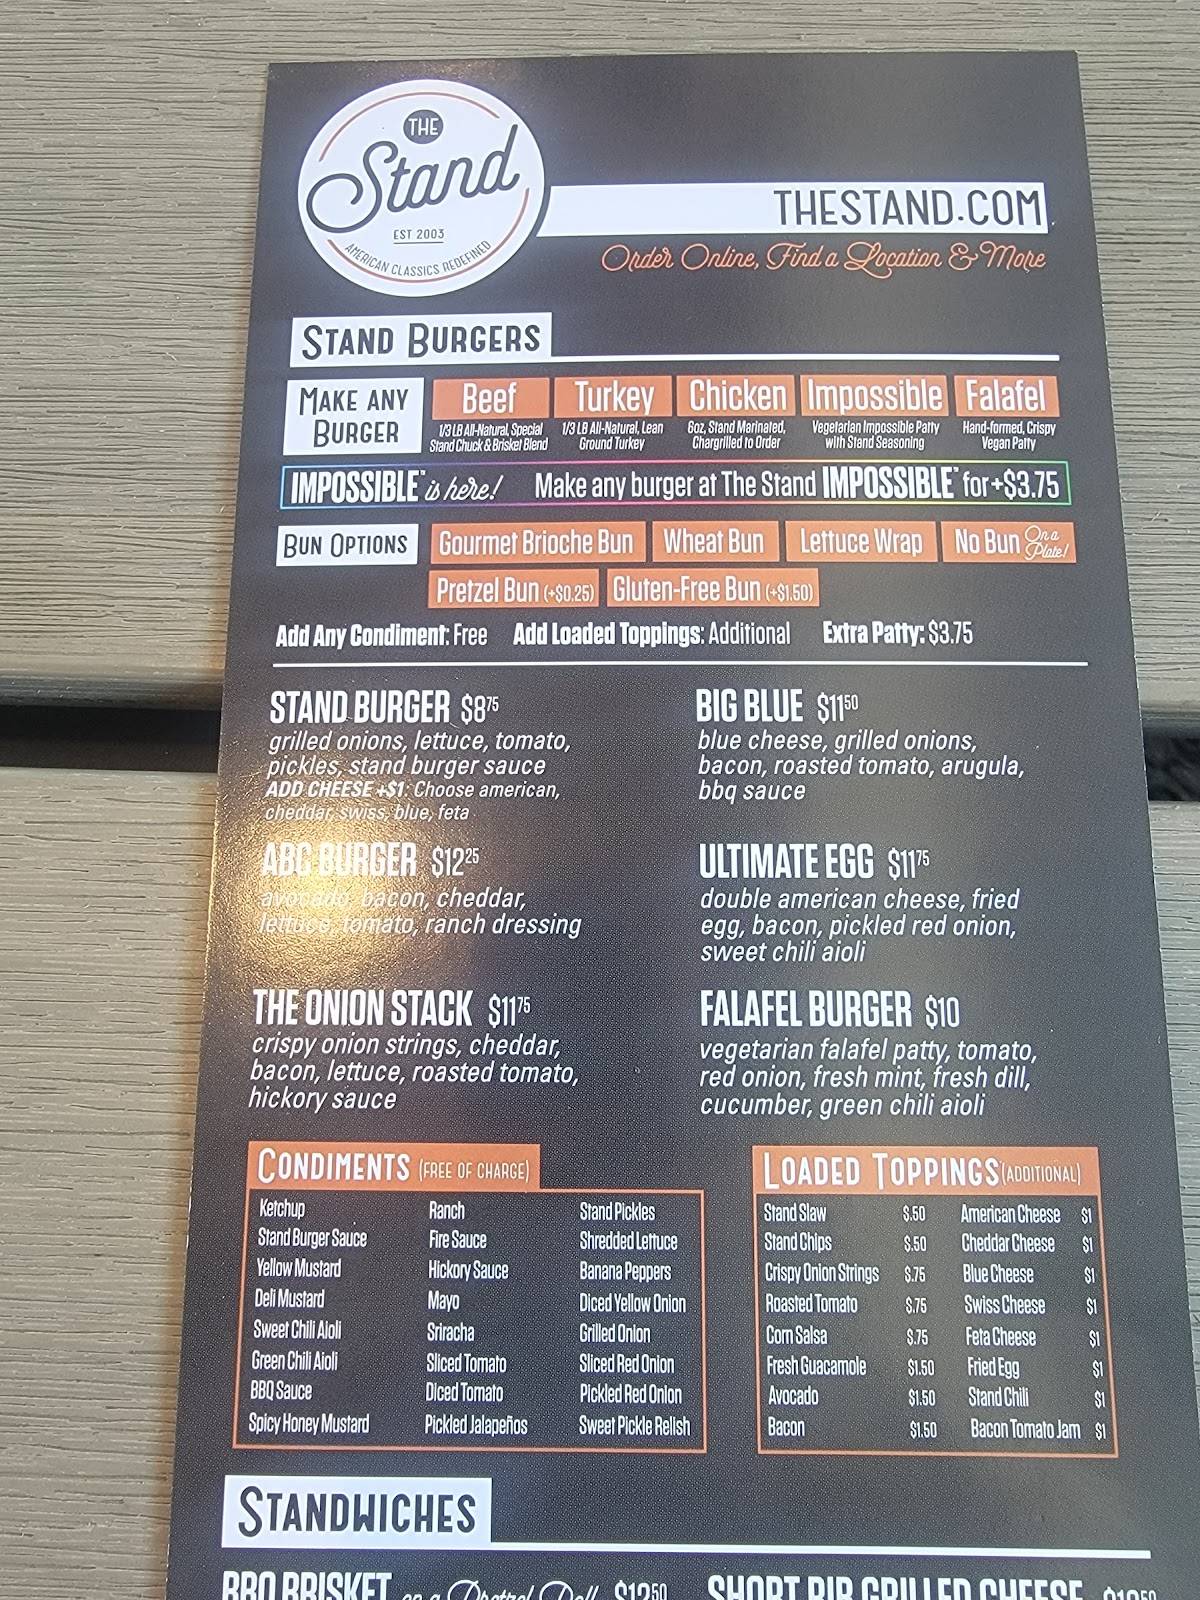 THE
Stand
EST 2003
AMERICAN CLASSICS REDEFINED
THESTAND.COM
Order Online, Find a Location & More
STAND BURGERS
MAKE ANY
BURGER
Beef
1/3 LB All-Natural, Special
Stand Chuck & Brisket Blend
Turkey
1/3 LB All-Natural, Lean
Ground Turkey
Chicken
6oz, Stand Marinated,
Chargrilled to Order
Impossible
Vegetarian Impossible Patty
with Stand Seasoning
Falafel
Hand-formed, Crispy
Vegan Patty
IMPOSSIBLE™ is here! Make any burger at The Stand IMPOSSIBLE™ for +$3.75
BUN OPTIONS
Gourmet Brioche Bun Wheat Bun Lettuce Wrap No Bun On a Plate!
Pretzel Bun (+$0.25) Gluten-Free Bun (+$1.50)
Add Any Condiment: Free Add Loaded Toppings: Additional Extra Patty: $3.75
STAND BURGER $875
grilled onions, lettuce, tomato,
pickles, stand burger sauce
ADD CHEESE +$1: Choose american,
cheddar, swiss, blue, feta
BIG BLUE $1150
blue cheese, grilled onions,
bacon, roasted tomato, arugula,
bbq sauce
ABC BURGER $1225
avocado, bacon, cheddar,
lettuce, tomato, ranch dressing
ULTIMATE EGG $1175
double american cheese, fried
egg, bacon, pickled red onion,
sweet chili aioli
THE ONION STACK $1175
crispy onion strings, cheddar,
bacon, lettuce, roasted tomato,
hickory sauce
FALAFEL BURGER $10
vegetarian falafel patty, tomato,
red onion, fresh mint, fresh dill,
cucumber, green chili aioli
CONDIMENTS (FREE OF CHARGE)
Ketchup Ranch Stand Pickles
Stand Burger Sauce Fire Sauce Shredded Lettuce
Yellow Mustard Hickory Sauce Banana Peppers
Deli Mustard Mayo Diced Yellow Onion
Sweet Chili Aioli Sriracha Grilled Onion
Green Chili Aioli Sliced Tomato Sliced Red Onion
BBQ Sauce Diced Tomato Pickled Red Onion
Spicy Honey Mustard Pickled Jalapeños Sweet Pickle Relish
LOADED TOPPINGS (ADDITIONAL)
Stand Slaw $.50 American Cheese $1
Stand Chips $.50 Cheddar Cheese $1
Crispy Onion Strings $.75 Blue Cheese $1
Roasted Tomato $.75 Swiss Cheese $1
Corn Salsa $.75 Feta Cheese $1
Fresh Guacamole $1.50 Fried Egg $1
Avocado $1.50 Stand Chili $1
Bacon $1.50 Bacon Tomato Jam $1
STANDWICHES
BBQ BRISKET on a Pretzel Roll $1250
SHORT RIB GRILLED CHEESE